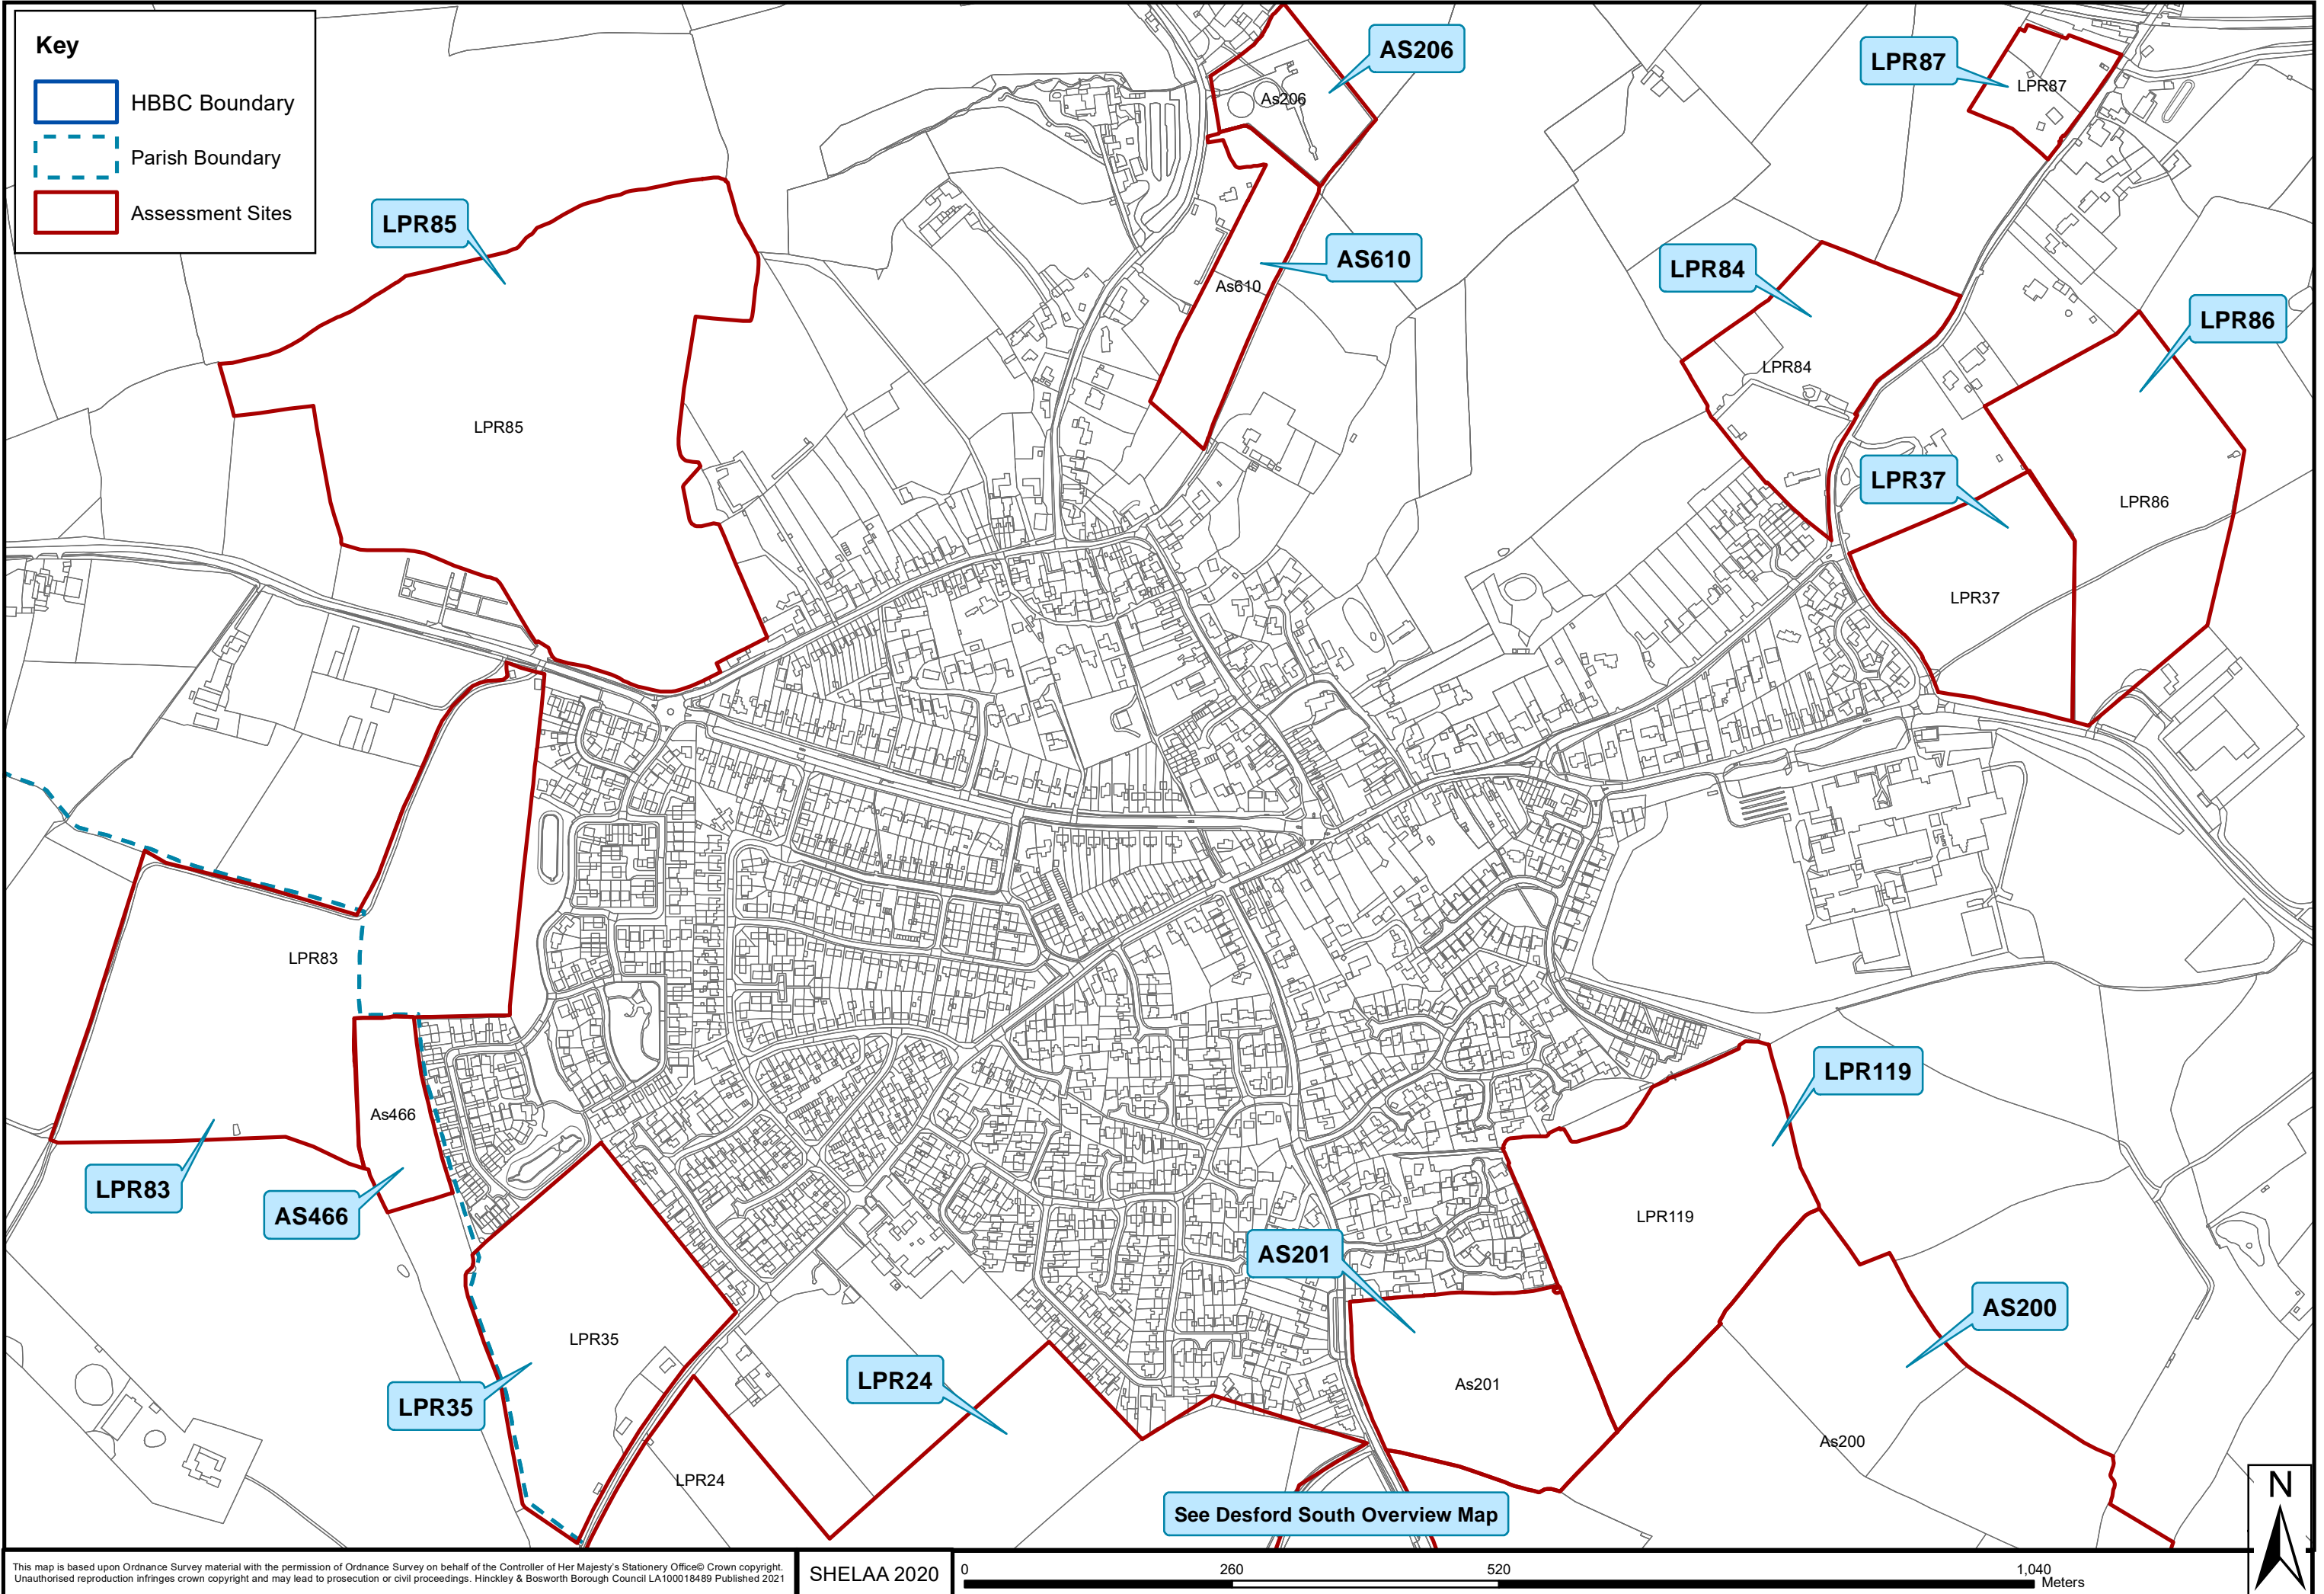 Key
HBBC Boundary
Parish Boundary
Assessment Sites
AS206
As206
LPR87
LPR87
LPR85
LPR85
AS610
As610
LPR84
LPR84
LPR86
LPR86
LPR37
LPR37
LPR83
LPR83
As466
AS466
LPR119
LPR119
AS201
As201
AS200
As200
LPR35
LPR35
LPR24
LPR24
See Desford South Overview Map
N
This map is based upon Ordnance Survey material with the permission of Ordnance Survey on behalf of the Controller of Her Majesty's Stationery Office© Crown copyright.
Unauthorised reproduction infringes crown copyright and may lead to prosecution or civil proceedings. Hinckley & Bosworth Borough Council LA100018489 Published 2021
SHELAA 2020
0 260 520 1,040
Meters